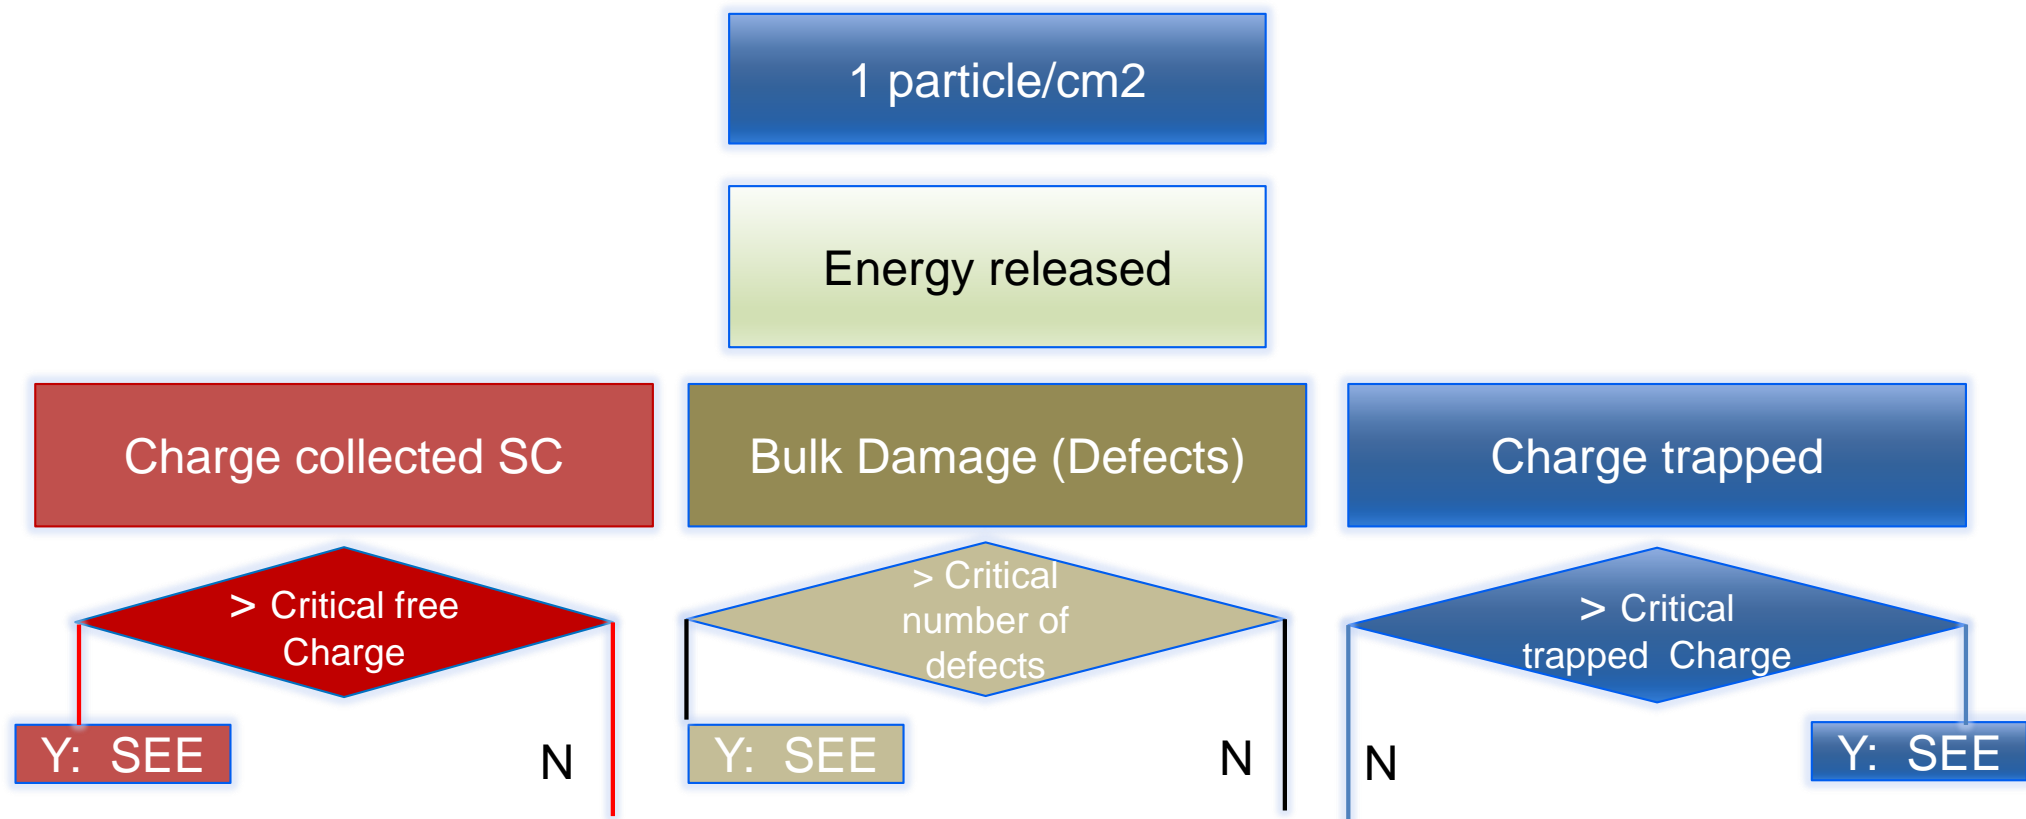 1 particle/cm2
Energy released
Charge collected SC
Bulk Damage (Defects)
Charge trapped
> Critical free
Charge
> Critical
number of
defects
> Critical
trapped  Charge
Y:  SEE
N
Y:  SEE
N
N
Y:  SEE